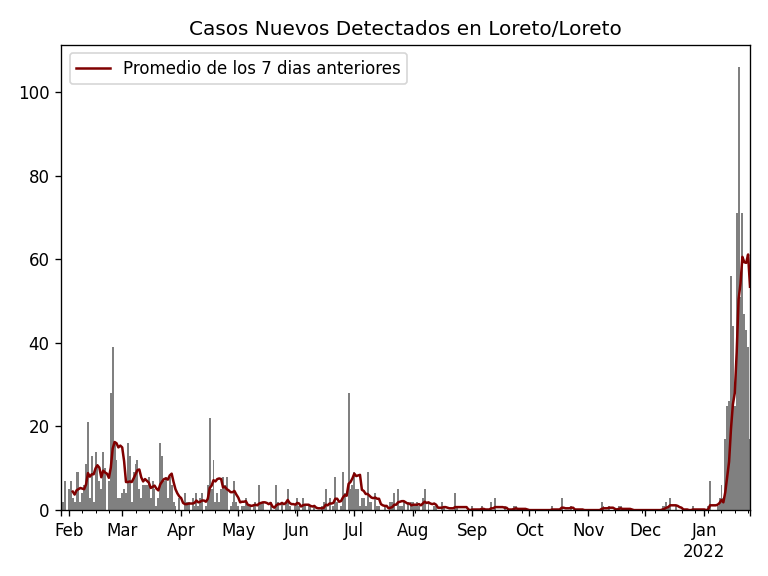 Casos Nuevos Detectados en Loreto/Loreto
Promedio de los 7 dias anteriores
100
80
60
40
20
0
Feb Mar Apr May Jun Jul Aug Sep Oct Nov Dec Jan
2022